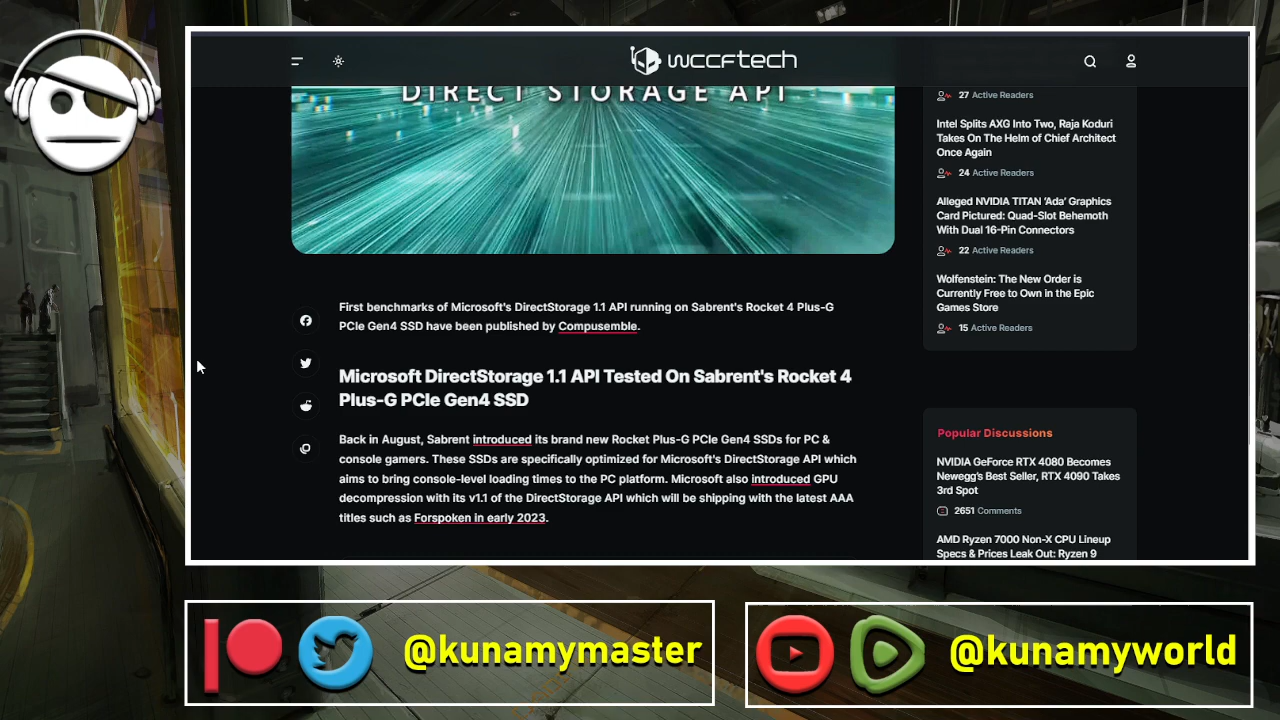 wccftech
DIRECT STORAGE API
First benchmarks of Microsoft's DirectStorage 1.1 API running on Sabrent's Rocket 4 Plus-G
PCIe Gen4 SSD have been published by Compusemble.
Microsoft DirectStorage 1.1 API Tested On Sabrent's Rocket 4
Plus-G PCIe Gen4 SSD
Back in August, Sabrent introduced its brand new Rocket Plus-G PCIe Gen4 SSDs for PC &
console gamers. These SSDs are specifically optimized for Microsoft's DirectStorage API which
aims to bring console-level loading times to the PC platform. Microsoft also introduced GPU
decompression with its v1.1 of the DirectStorage API which will be shipping with the latest AAA
titles such as Forspoken in early 2023.
27 Active Readers
Intel Splits AXG Into Two, Raja Koduri
Takes On The Helm of Chief Architect
Once Again
24 Active Readers
Alleged NVIDIA TITAN ‘Ada’ Graphics
Card Pictured: Quad-Slot Behemoth
With Dual 16-Pin Connectors
22 Active Readers
Wolfenstein: The New Order is
Currently Free to Own in the Epic
Games Store
15 Active Readers
Popular Discussions
NVIDIA GeForce RTX 4080 Becomes
Newegg’s Best Seller, RTX 4090 Takes
3rd Spot
2651 Comments
AMD Ryzen 7000 Non-X CPU Lineup
Specs & Prices Leak Out: Ryzen 9
@kunamymaster
@kunamyworld